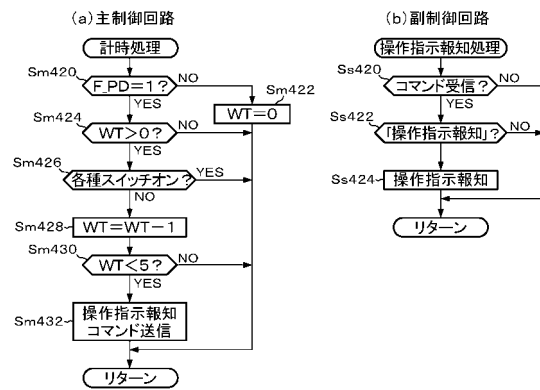 (a)主制御回路
計時処理
Sm420
F_PD=1?
NO
YES
Sm422
WT=0
Sm424
WT>0?
NO
YES
Sm426
各種スイッチオン?
YES
NO
Sm428
WT=WT-1
Sm430
WT<5?
NO
YES
Sm432
操作指示報知
コマンド送信
リターン
(b)副制御回路
操作指示報知処理
Ss420
コマンド受信?
NO
YES
Ss422
「操作指示報知」?
NO
YES
Ss424
操作指示報知
リターン